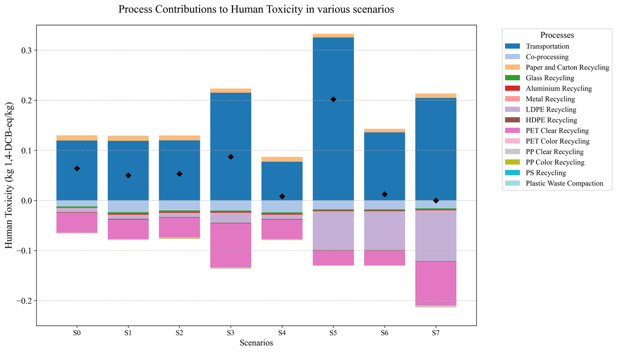 Process Contributions to Human Toxicity in various scenarios
Human Toxicity (kg 1,4-DCB-eq/kg)
0.3
0.2
0.1
0.0
−0.1
−0.2
S0 S1 S2 S3 S4 S5 S6 S7
Scenarios
Processes
Transportation
Co-processing
Paper and Carton Recycling
Glass Recycling
Aluminium Recycling
Metal Recycling
LDPE Recycling
HDPE Recycling
PET Clear Recycling
PET Color Recycling
PP Clear Recycling
PP Color Recycling
PS Recycling
Plastic Waste Compaction